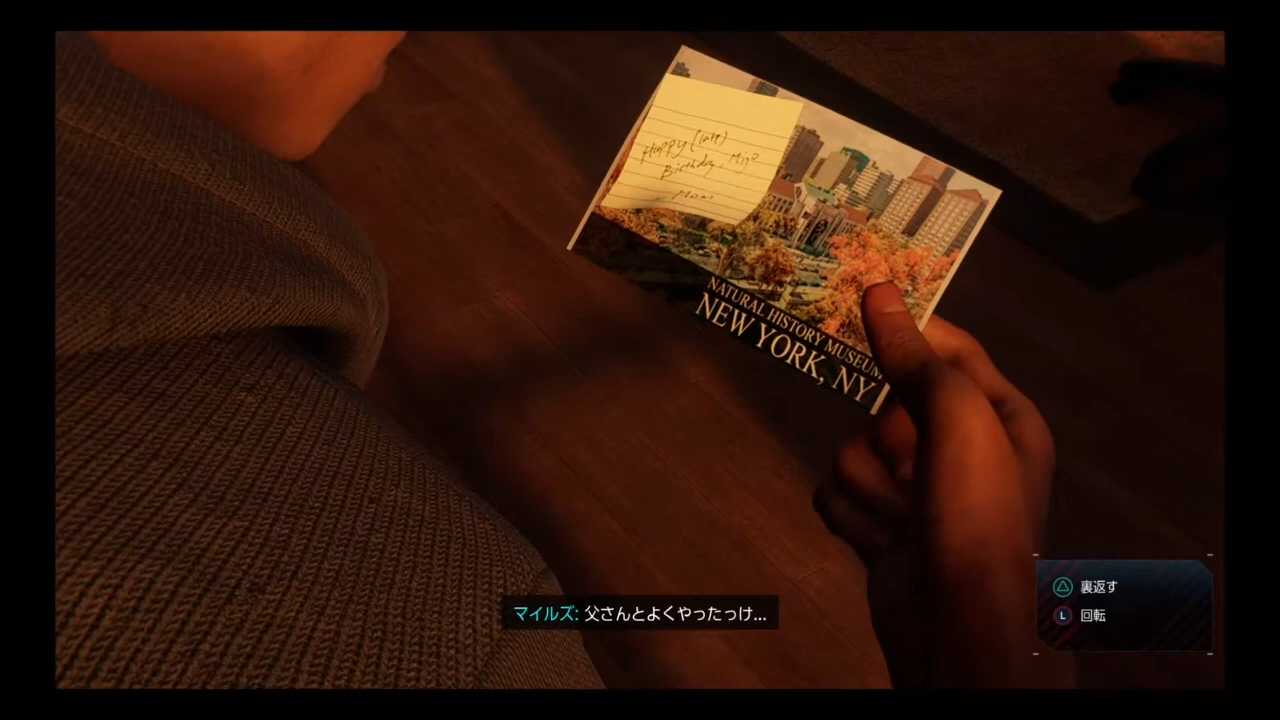 Happy (late)
Birthday, Mijo
Mom
NATURAL HISTORY MUSEUM
NEW YORK, NY
裏返す
L 回転
マイルズ: 父さんとよくやったっけ...